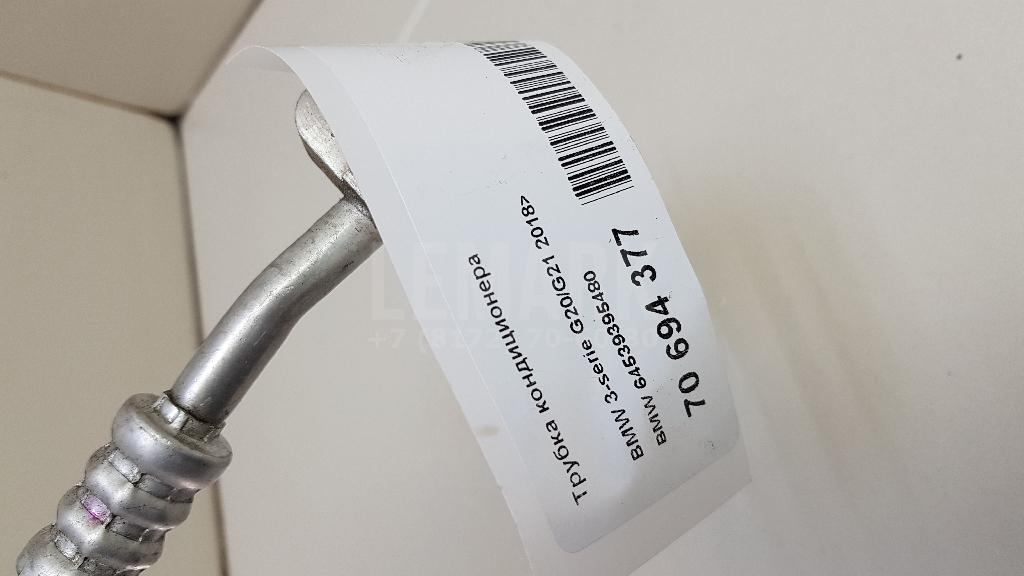 Трубка кондиционера
BMW 3-serie G20/G21 2018>
BMW 64539395480
70 694 377